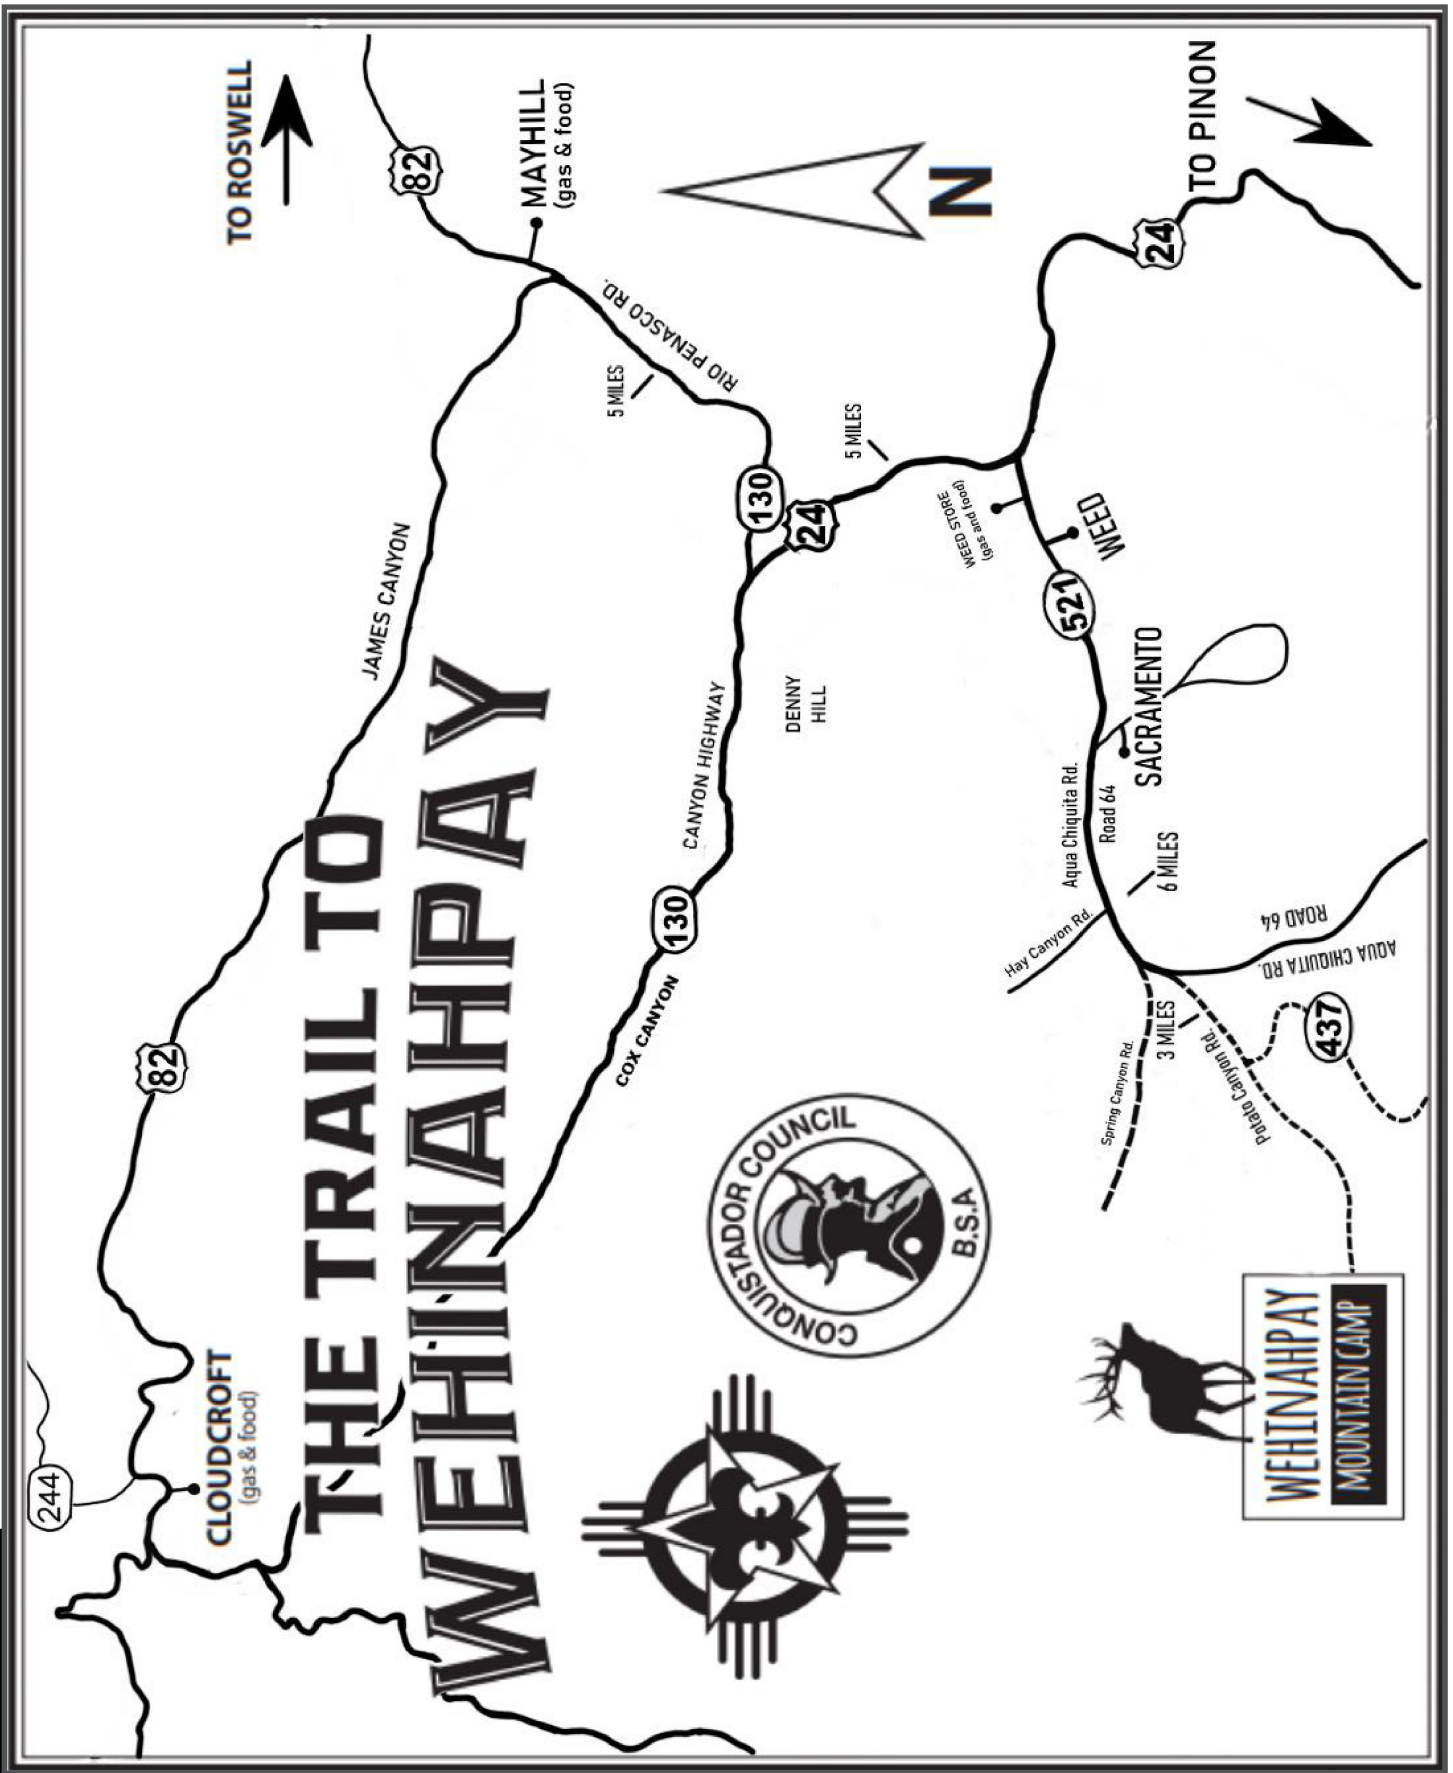 THE TRAIL TO
WEHINAHPAY
244
CLOUDCROFT
(gas & food)
82
JAMES CANYON
TO ROSWELL
82
MAYHILL
(gas & food)
RIO PENASCO RD.
5 MILES
130
24
5 MILES
COX CANYON
130
CANYON HIGHWAY
DENNY
HILL
N
TO PINON
24
WEED STORE
(gas and food)
WEED
521
SACRAMENTO
Aqua Chiquita Rd.
Road 64
6 MILES
Hay Canyon Rd.
ROAD 64
AQUA CHIQUITA RD.
3 MILES
Spring Canyon Rd.
Potato Canyon Rd.
437
CONQUISTADOR COUNCIL
B.S.A
WEHINAHPAY
MOUNTAIN CAMP